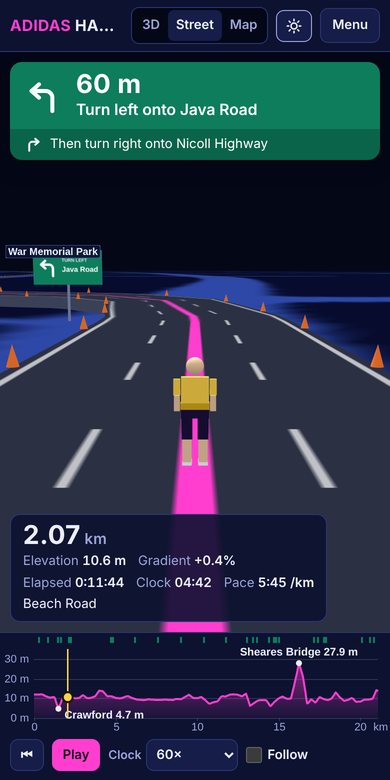 ADIDAS HA...
3D Street Map
Menu
60 m
Turn left onto Java Road
Then turn right onto Nicoll Highway
War Memorial Park
TURN LEFT
Java Road
2.07 km
Elevation 10.6 m Gradient +0.4%
Elapsed 0:11:44 Clock 04:42 Pace 5:45 /km
Beach Road
Sheares Bridge 27.9 m
30 m
20 m
10 m
0 m
Crawford 4.7 m
0 5 10 15 20 km
Play Clock 60× Follow